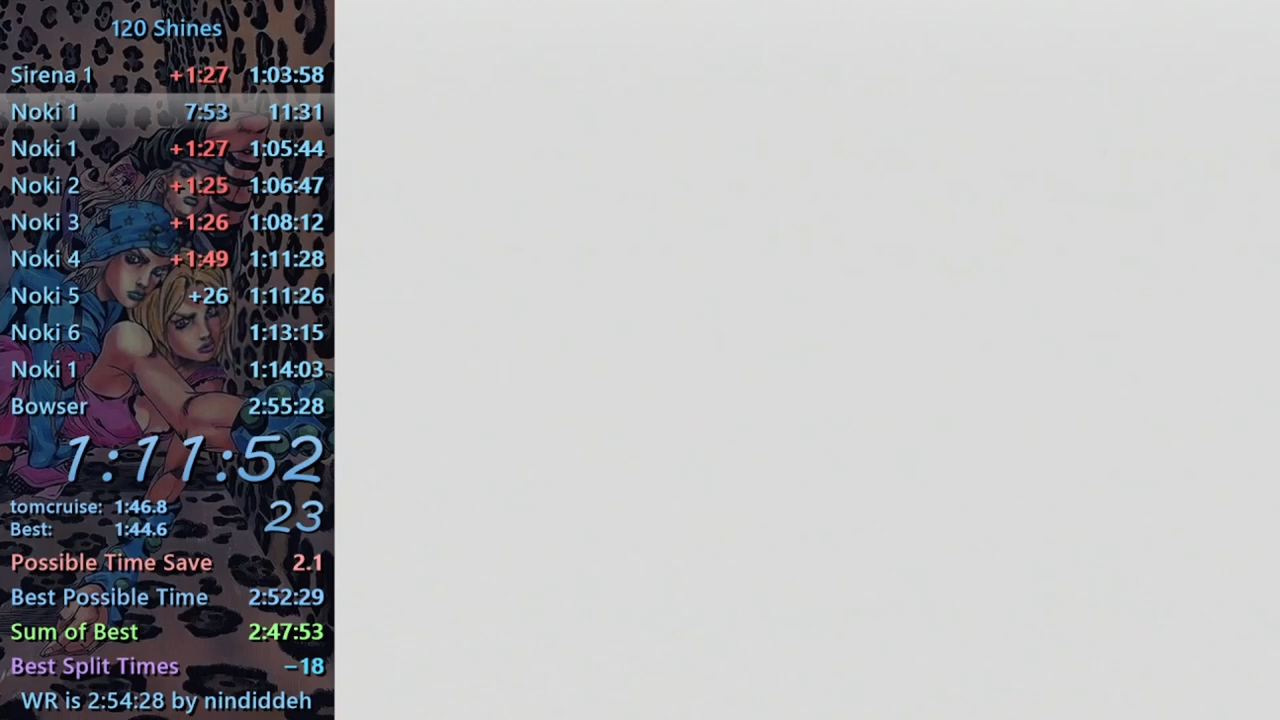 120 Shines
Sirena 1 +1:27 1:03:58
Noki 1 7:53 11:31
Noki 1 +1:27 1:05:44
Noki 2 +1:25 1:06:47
Noki 3 +1:26 1:08:12
Noki 4 +1:49 1:11:28
Noki 5 +26 1:11:26
Noki 6 1:13:15
Noki 1 1:14:03
Bowser 2:55:28
1:11:52
tomcruise: 1:46.8
Best: 1:44.6
23
Possible Time Save 2.1
Best Possible Time 2:52:29
Sum of Best 2:47:53
Best Split Times −18
WR is 2:54:28 by nindiddeh